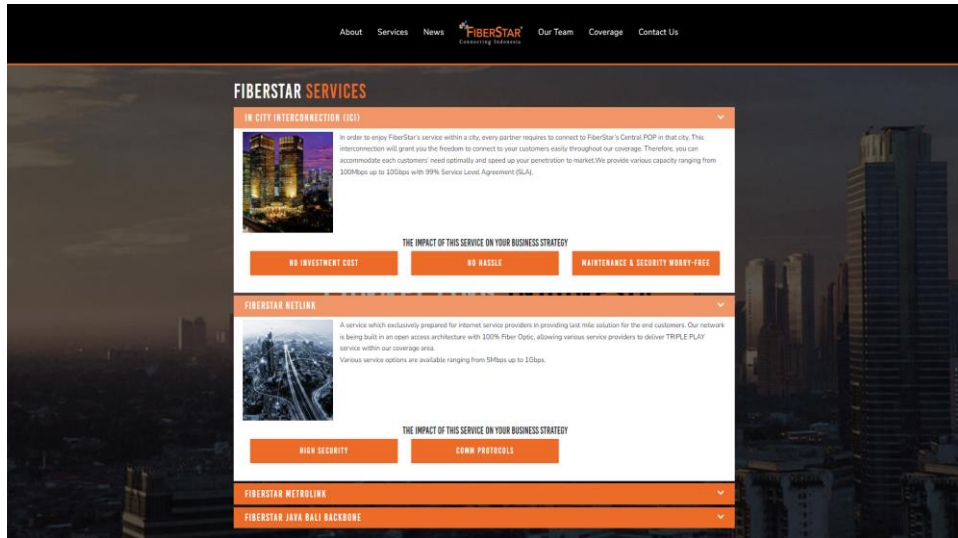 About Services News FIBERSTAR Our Team Coverage Contact Us
Connecting Indonesia
FIBERSTAR SERVICES
IN CITY INTERCONNECTION (ICI)
In order to enjoy FiberStar's service within a city, every partner requires to connect to FiberStar's Central POP in that city. This
interconnection will grant you the freedom to connect to your customers easily throughout our coverage. Therefore, you can
accommodate each customers' need optimally and speed up your penetration to market.We provide various capacity ranging from
100Mbps up to 10Gbps with 99% Service Level Agreement (SLA).
THE IMPACT OF THIS SERVICE ON YOUR BUSINESS STRATEGY
NO INVESTMENT COST NO HASSLE MAINTENANCE & SECURITY WORRY-FREE
FIBERSTAR NETLINK
A service which exclusively prepared for internet service providers in providing last mile solution for the end customers. Our network
is being built in an open access architecture with 100% Fiber Optic, allowing various service providers to deliver TRIPLE PLAY
service within our coverage area.
Various service options are available ranging from 5Mbps up to 1Gbps.
THE IMPACT OF THIS SERVICE ON YOUR BUSINESS STRATEGY
HIGH SECURITY COMM PROTOCOLS
FIBERSTAR METROLINK
FIBERSTAR JAVA BALI BACKBONE